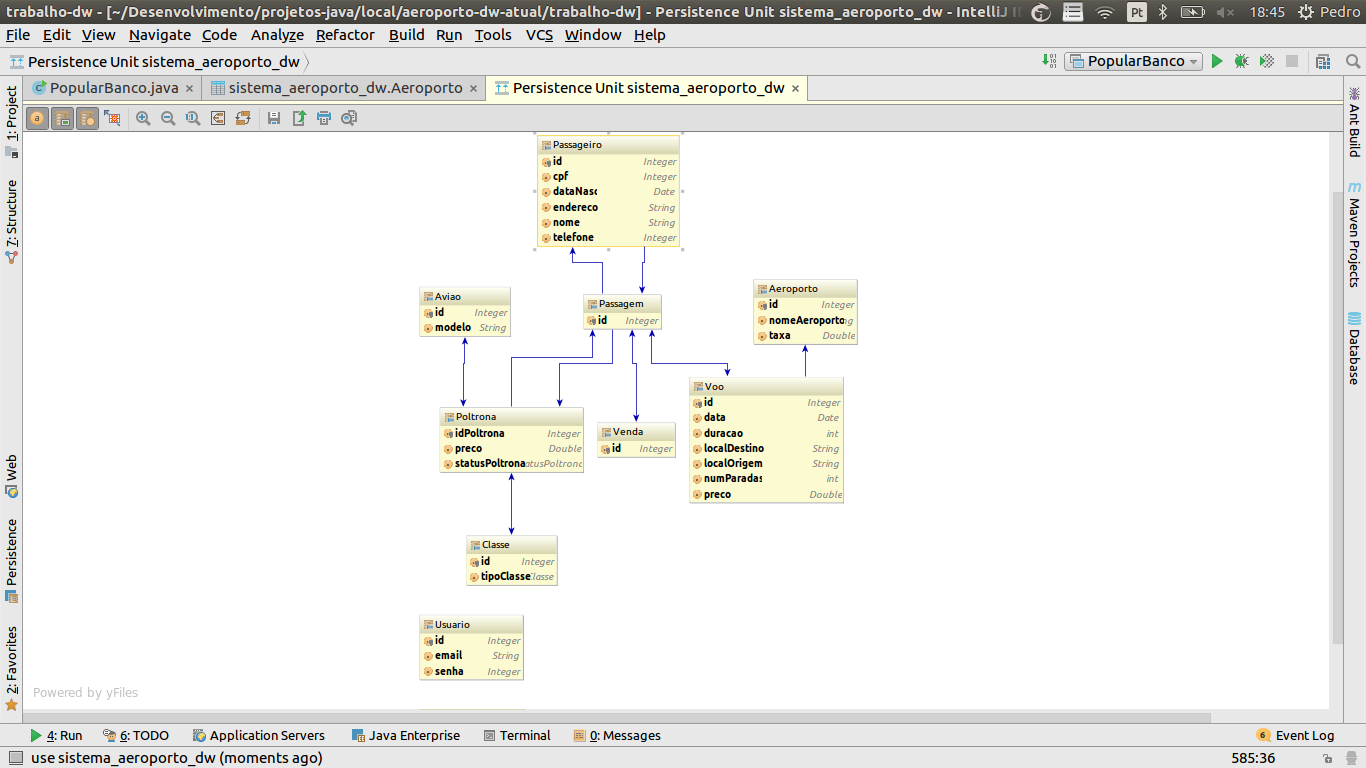 trabalho-dw - [~/Desenvolvimento/projetos-java/local/aeroporto-dw-atual/trabalho-dw] - Persistence Unit sistema_aeroporto_dw - IntelliJ
Pt 18:45 Pedro
File Edit View Navigate Code Analyze Refactor Build Run Tools VCS Window Help
Persistence Unit sistema_aeroporto_dw
PopularBanco
PopularBanco.java × sistema_aeroporto_dw.Aeroporto × Persistence Unit sistema_aeroporto_dw ×
1: Project
7: Structure
Web
Persistence
2: Favorites
Ant Build
Maven Projects
Database
Passageiro
id Integer
cpf Integer
dataNasc Date
endereco String
nome String
telefone Integer
Aviao
id Integer
modelo String
Passagem
id Integer
Aeroporto
id Integer
nomeAeroporto
taxa Double
Poltrona
idPoltrona Integer
preco Double
statusPoltrona
Venda
id Integer
Voo
id Integer
data Date
duracao int
localDestino String
localOrigem String
numParadas int
preco Double
Classe
id Integer
tipoClasse
Usuario
id Integer
email String
senha Integer
Powered by yFiles
4: Run 6: TODO Application Servers Java Enterprise Terminal 0: Messages 6 Event Log
use sistema_aeroporto_dw (moments ago) 585:36